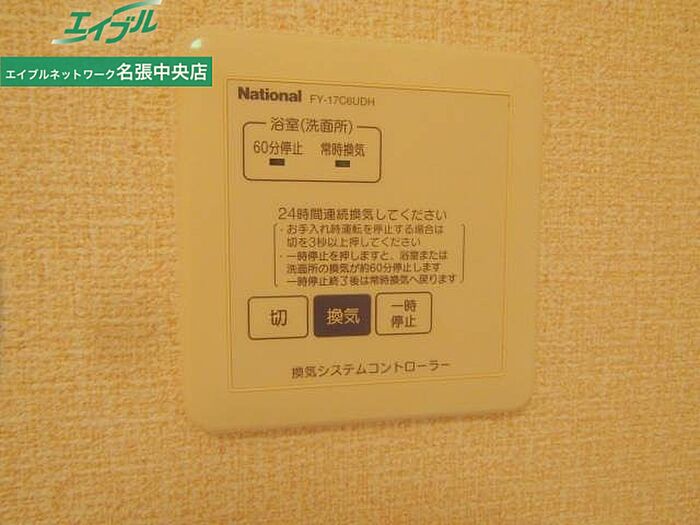 エイブル
エイブルネットワーク名張中央店
National FY-17C6UDH
浴室(洗面所)
60分停止 常時換気
24時間連続換気してください
・お手入れ時運転を停止する場合は
切を3秒以上押してください
・一時停止を押しますと、浴室または
洗面所の換気が約60分停止します
一時停止終了後は常時換気へ戻ります
切 換気 一時
停止
換気システムコントローラー